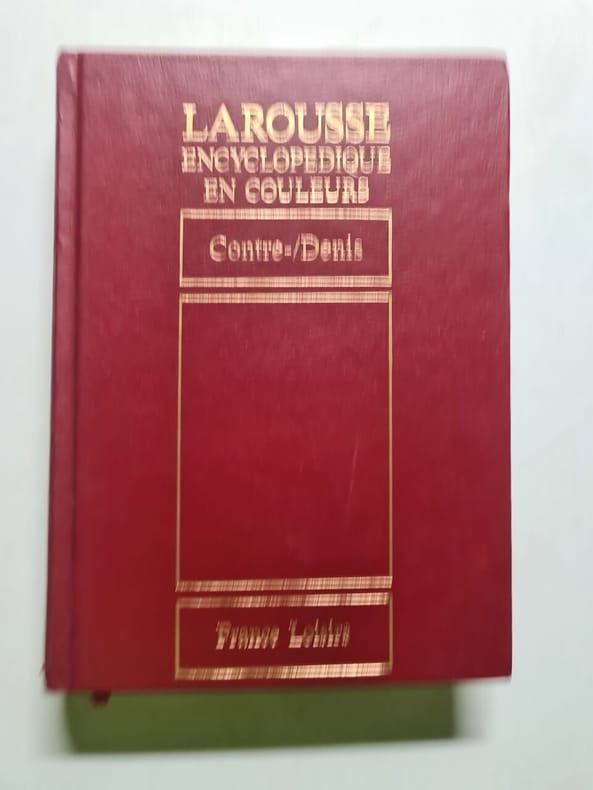 LAROUSSE
ENCYCLOPEDIQUE
EN COULEURS
Contre-/Denis
France Loisirs